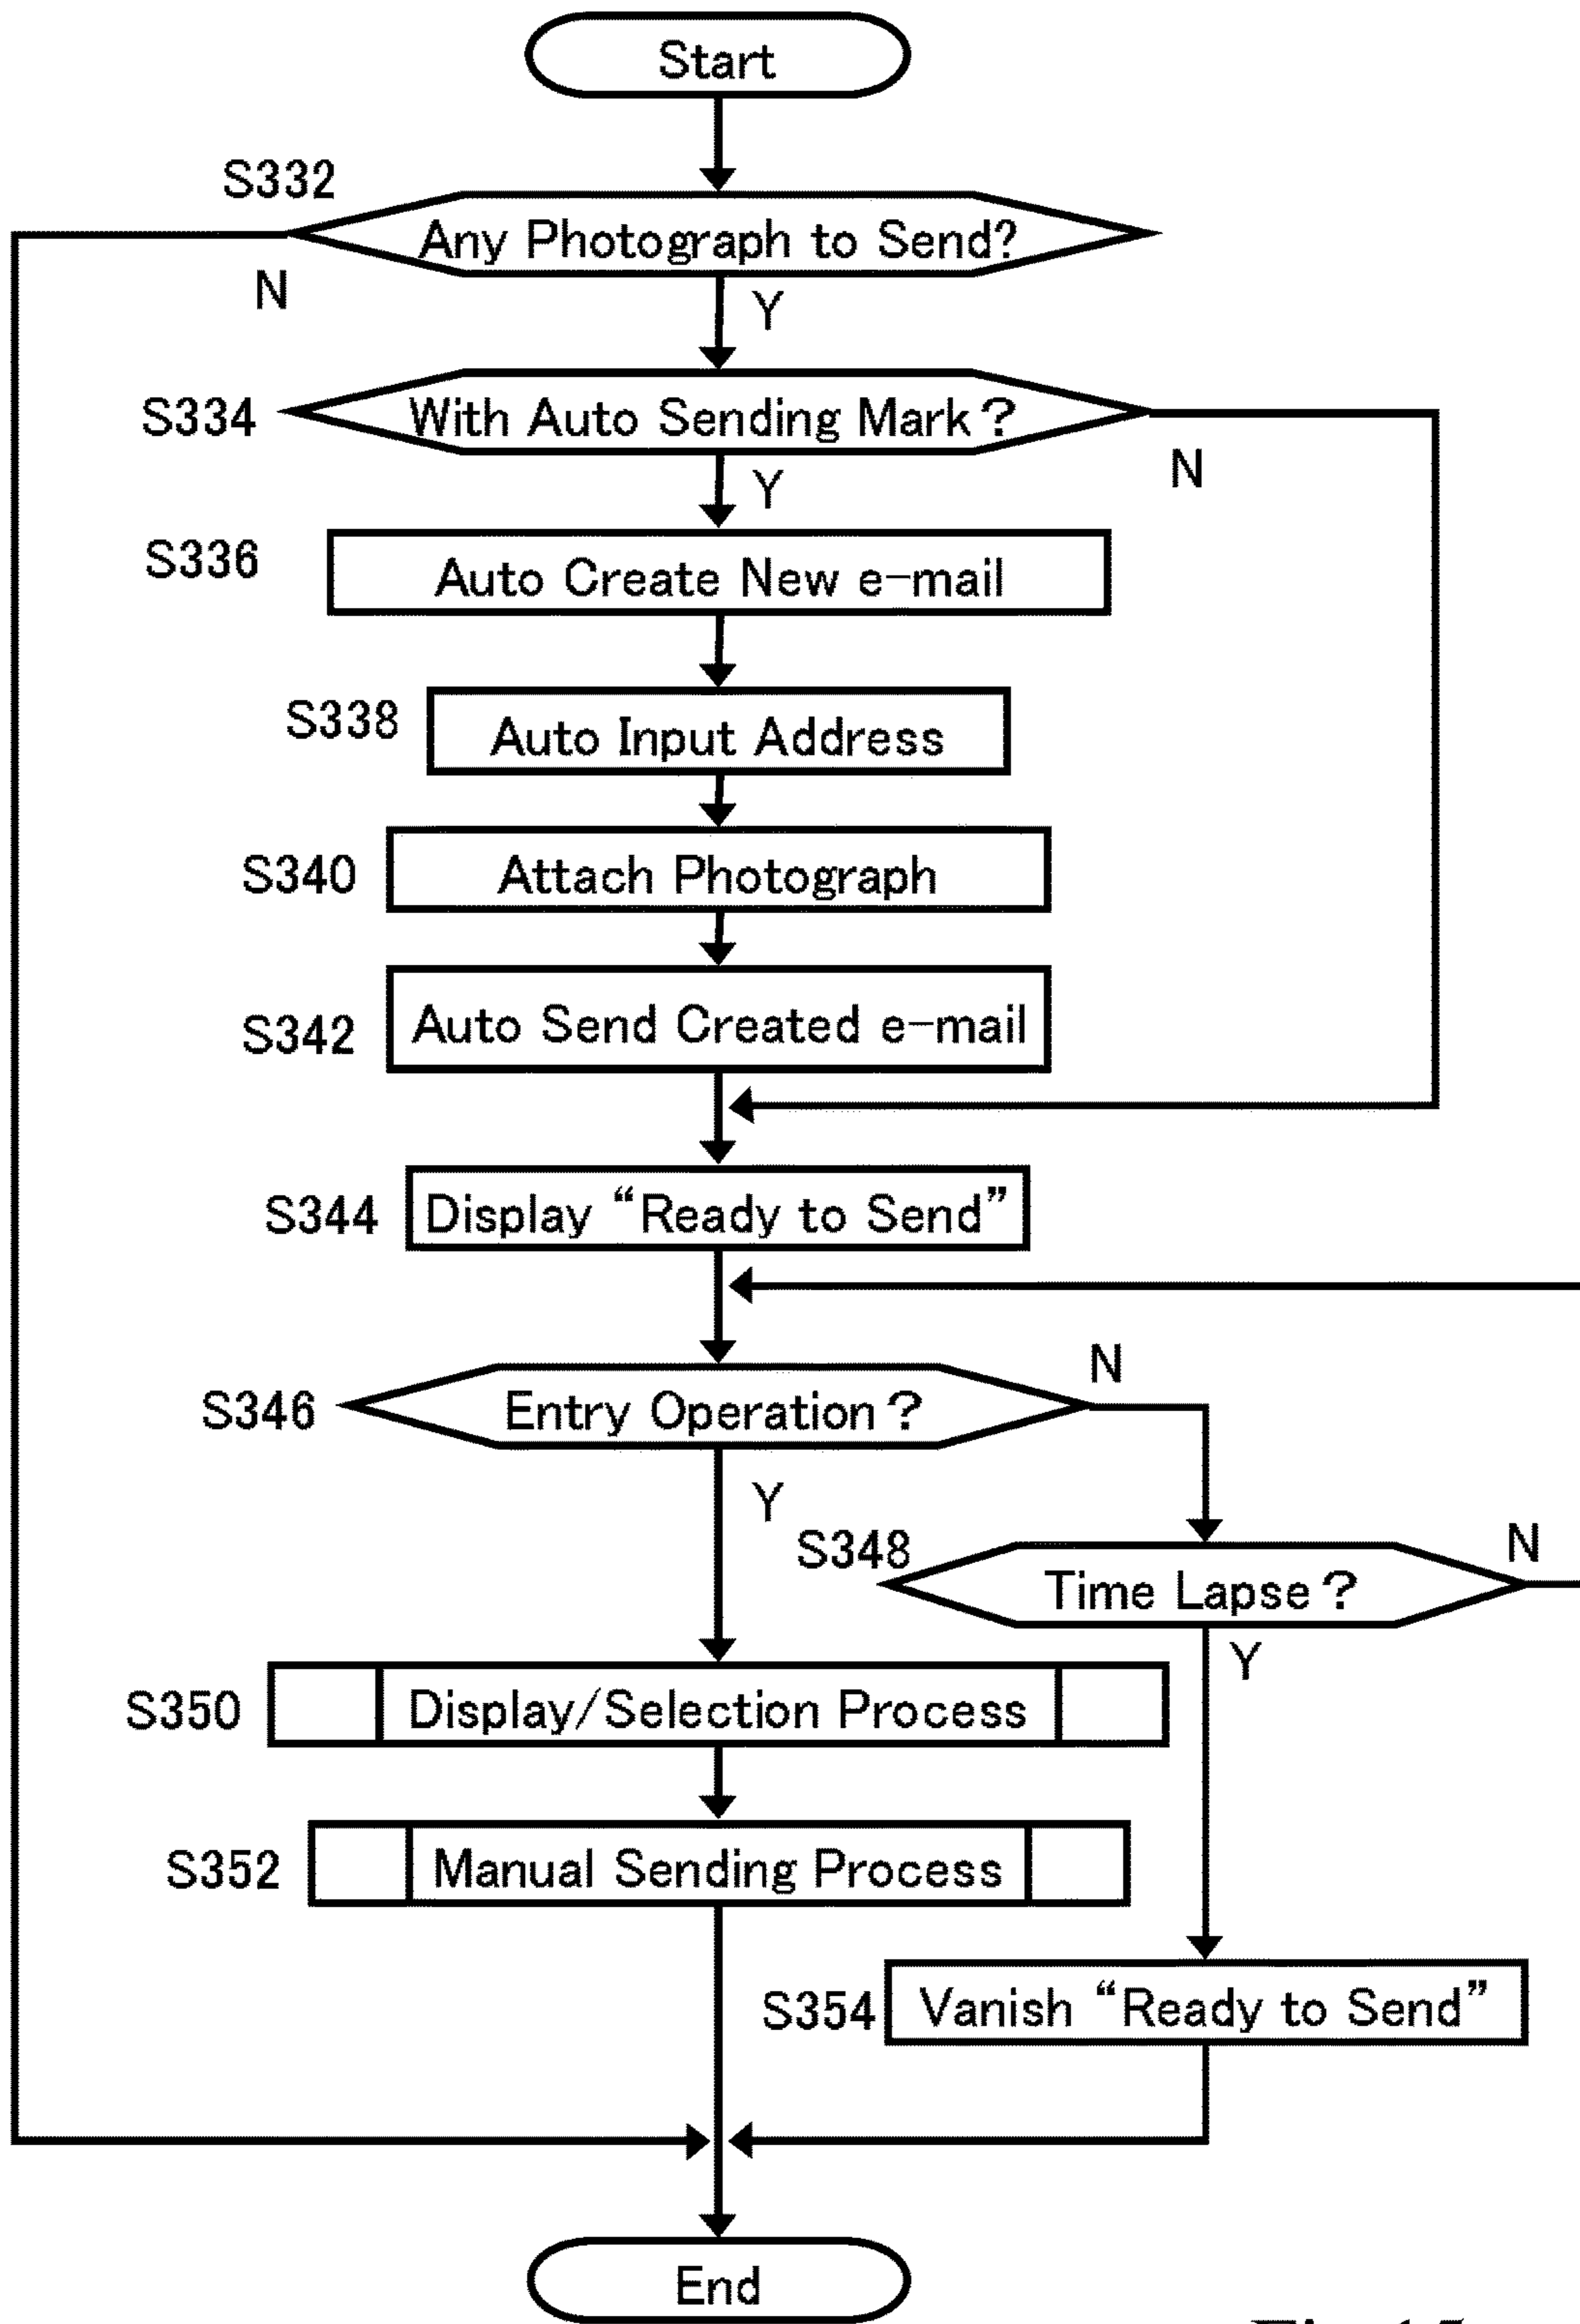 Start
S332
Any Photograph to Send?
N
Y
S334
With Auto Sending Mark?
N
Y
S336
Auto Create New e-mail
S338
Auto Input Address
S340
Attach Photograph
S342
Auto Send Created e-mail
S344
Display “Ready to Send”
S346
Entry Operation?
N
Y
S348
Time Lapse?
N
Y
S350
Display/Selection Process
S352
Manual Sending Process
S354
Vanish “Ready to Send”
End